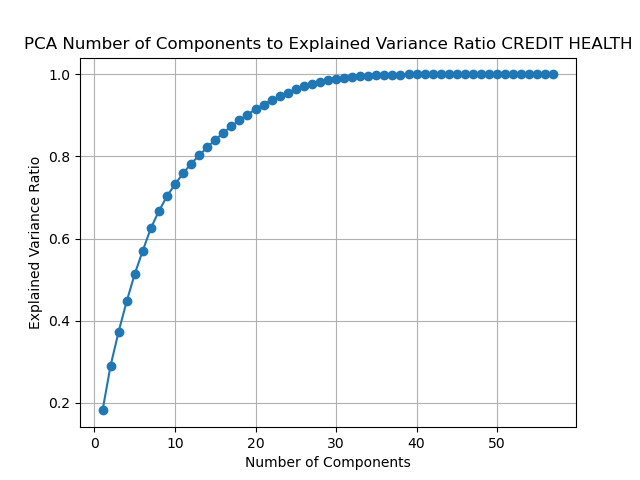 PCA Number of Components to Explained Variance Ratio CREDIT HEALTH
1.0
0.8
0.6
0.4
0.2
Explained Variance Ratio
0 10 20 30 40 50
Number of Components